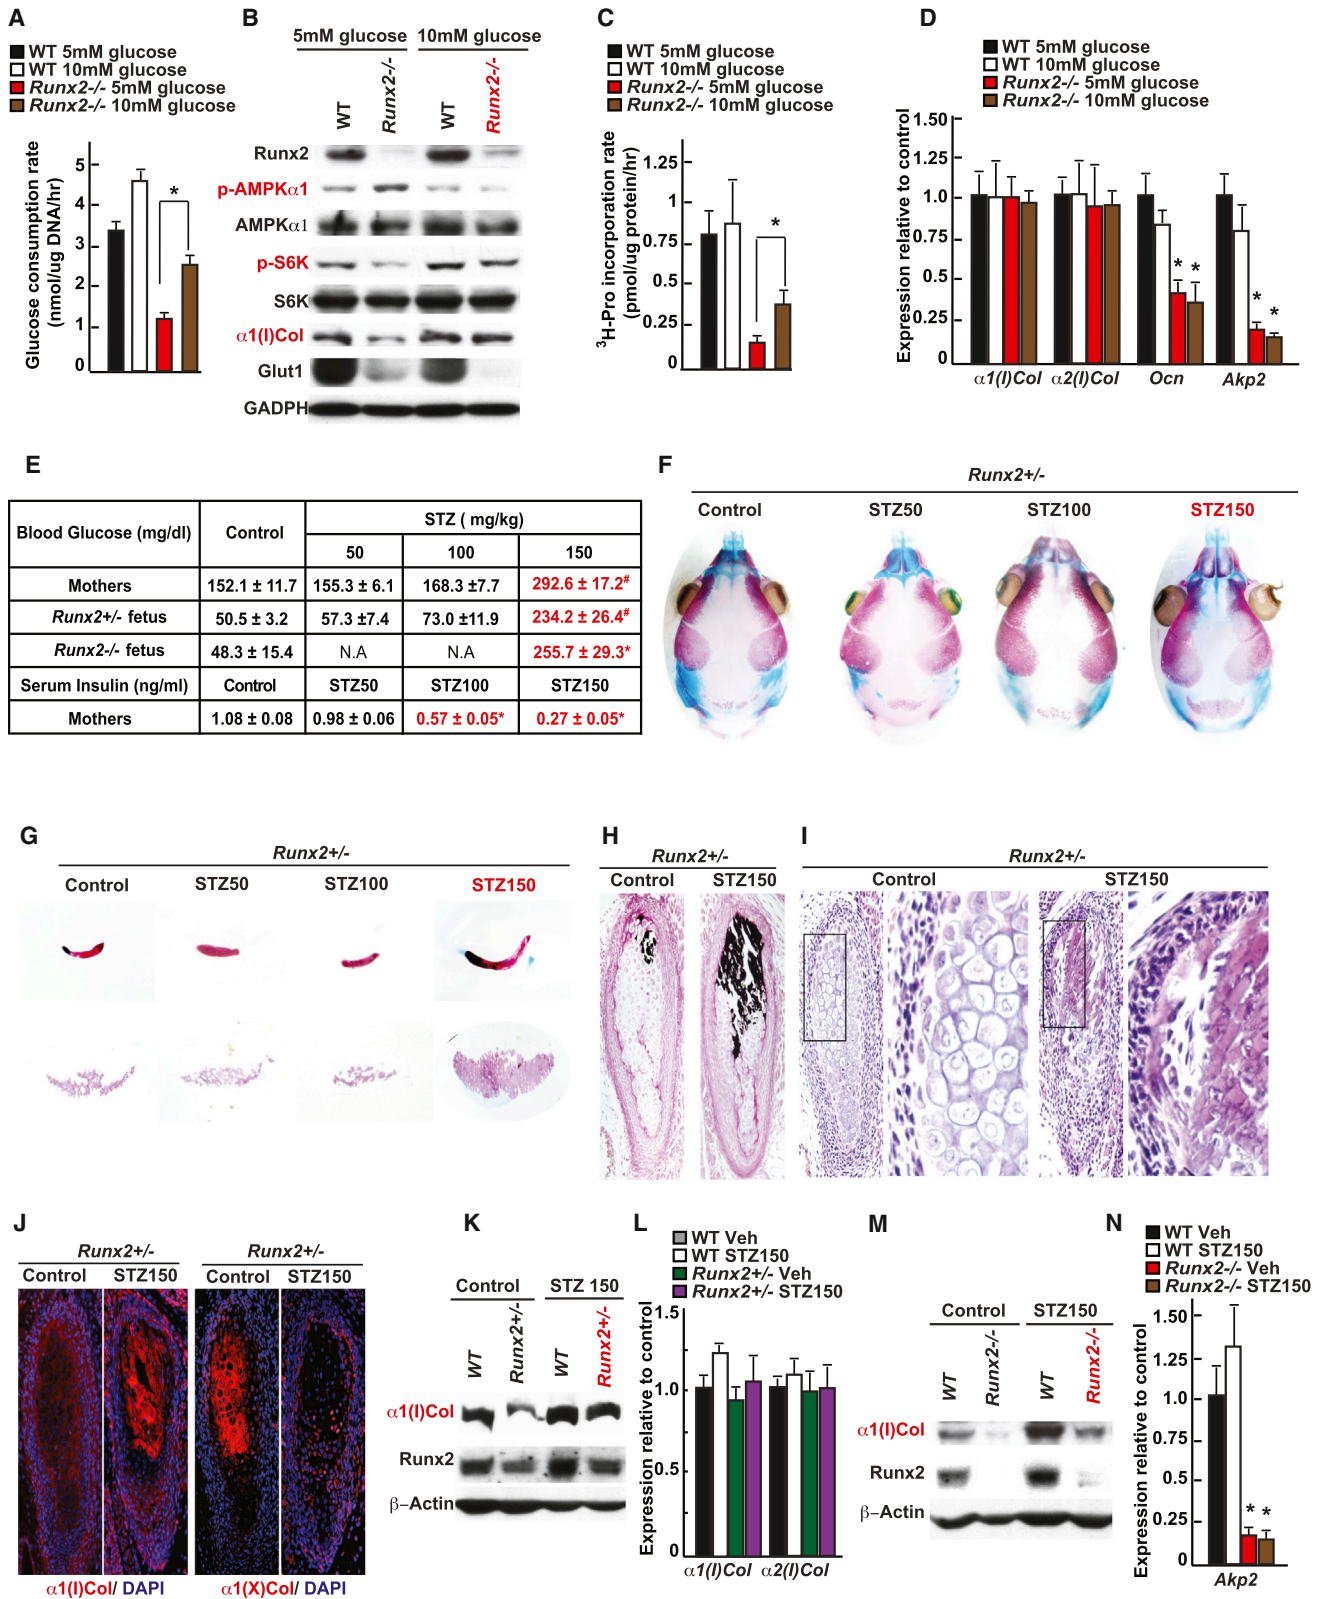 A
WT 5mM glucose
WT 10mM glucose
Runx2-/- 5mM glucose
Runx2-/- 10mM glucose
Glucose consumption rate
(nmol/ug DNA/hr)
5
4
3
2
1
0
*
B
5mM glucose 10mM glucose
WT Runx2-/- WT Runx2-/-
Runx2
p-AMPKα1
AMPKα1
p-S6K
S6K
α1(I)Col
Glut1
GADPH
C
WT 5mM glucose
WT 10mM glucose
Runx2-/- 5mM glucose
Runx2-/- 10mM glucose
³H-Pro incorporation rate
(pmol/ug protein/hr)
1.25
1.0
0.75
0.5
0.25
0
*
D
WT 5mM glucose
WT 10mM glucose
Runx2-/- 5mM glucose
Runx2-/- 10mM glucose
Expression relative to control
1.50
1.25
1.0
0.75
0.5
0.25
0
* * * *
α1(I)Col α2(I)Col Ocn Akp2
E
Blood Glucose (mg/dl) Control STZ ( mg/kg)
50 100 150
Mothers 152.1 ± 11.7 155.3 ± 6.1 168.3 ±7.7 292.6 ± 17.2#
Runx2+/- fetus 50.5 ± 3.2 57.3 ±7.4 73.0 ±11.9 234.2 ± 26.4#
Runx2-/- fetus 48.3 ± 15.4 N.A N.A 255.7 ± 29.3*
Serum Insulin (ng/ml) Control STZ50 STZ100 STZ150
Mothers 1.08 ± 0.08 0.98 ± 0.06 0.57 ± 0.05* 0.27 ± 0.05*
F
Runx2+/-
Control STZ50 STZ100 STZ150
G
Runx2+/-
Control STZ50 STZ100 STZ150
H
Runx2+/-
Control STZ150
I
Runx2+/-
Control STZ150
J
Runx2+/- Runx2+/-
Control STZ150 Control STZ150
α1(I)Col/ DAPI α1(X)Col/ DAPI
K
Control STZ 150
WT Runx2+/- WT Runx2+/-
α1(I)Col
Runx2
β-Actin
L
WT Veh
WT STZ150
Runx2+/- Veh
Runx2+/- STZ150
Expression relative to control
1.5
1.0
0.5
0
α1(I)Col α2(I)Col
M
Control STZ150
WT Runx2-/- WT Runx2-/-
α1(I)Col
Runx2
β-Actin
N
WT Veh
WT STZ150
Runx2-/- Veh
Runx2-/- STZ150
Expression relative to control
1.5
1.25
1.0
0.75
0.5
0.25
0
* *
Akp2